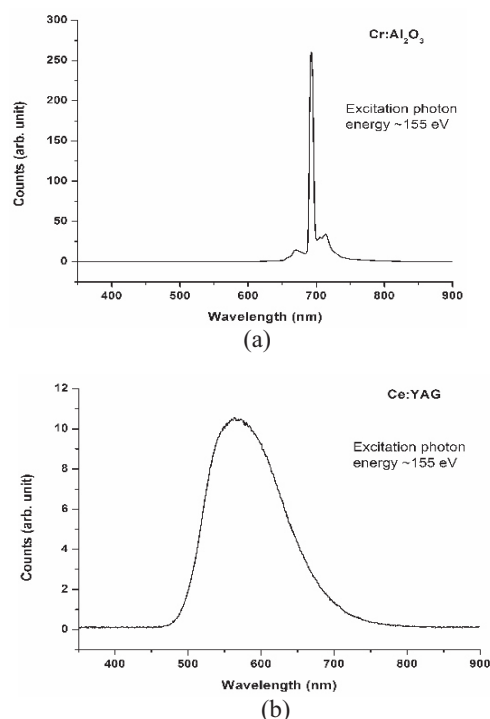 Cr:Al₂O₃
Excitation photon
energy ~155 eV
Counts (arb. unit)
300
250
200
150
100
50
0
400 500 600 700 800 900
Wavelength (nm)
(a)
Ce:YAG
Excitation photon
energy ~155 eV
Counts (arb. unit)
12
10
8
6
4
2
0
400 500 600 700 800 900
Wavelength (nm)
(b)